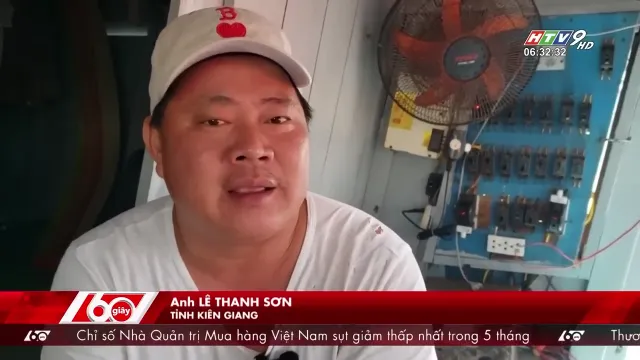 B
HTV9 HD
06:32:32
Anh LÊ THANH SƠN
TỈNH KIÊN GIANG
60 giây
Chỉ số Nhà Quản trị Mua hàng Việt Nam sụt giảm thấp nhất trong 5 tháng
60s
Thươ